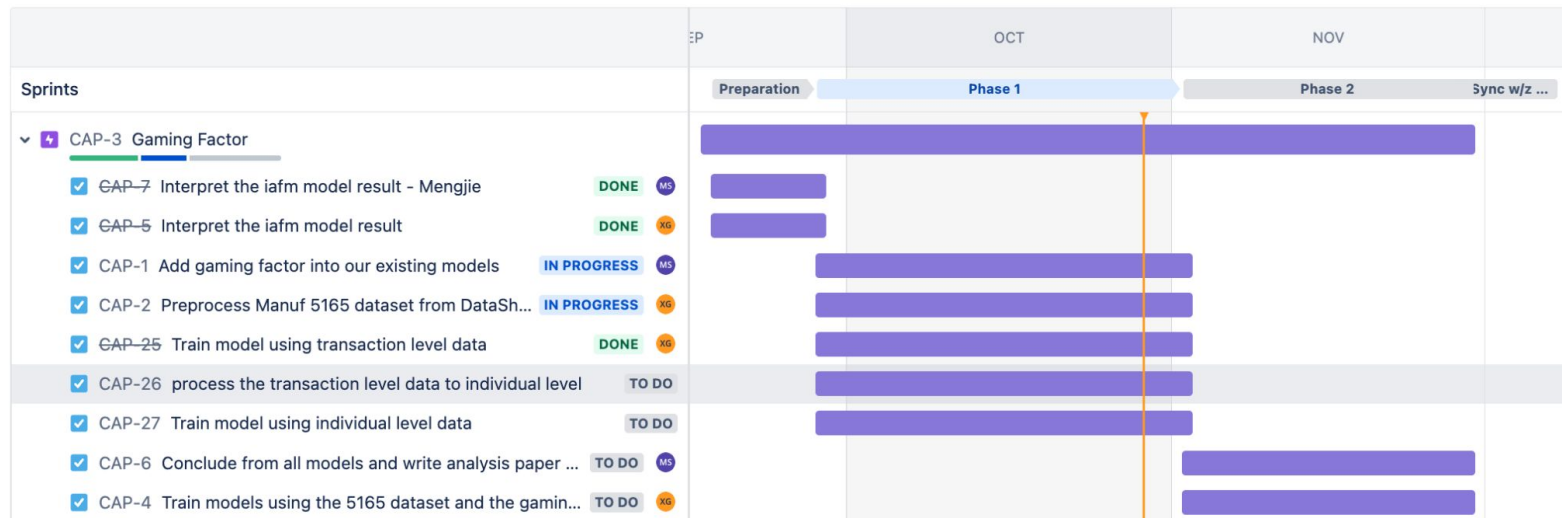 EP OCT NOV
Sprints Preparation Phase 1 Phase 2 Sync w/z ...
CAP-3 Gaming Factor
CAP-7 Interpret the iafm model result - Mengjie DONE MS
CAP-5 Interpret the iafm model result DONE XG
CAP-1 Add gaming factor into our existing models IN PROGRESS MS
CAP-2 Preprocess Manuf 5165 dataset from DataSh... IN PROGRESS XG
CAP-25 Train model using transaction level data DONE XG
CAP-26 process the transaction level data to individual level TO DO
CAP-27 Train model using individual level data TO DO
CAP-6 Conclude from all models and write analysis paper ... TO DO MS
CAP-4 Train models using the 5165 dataset and the gamin... TO DO XG